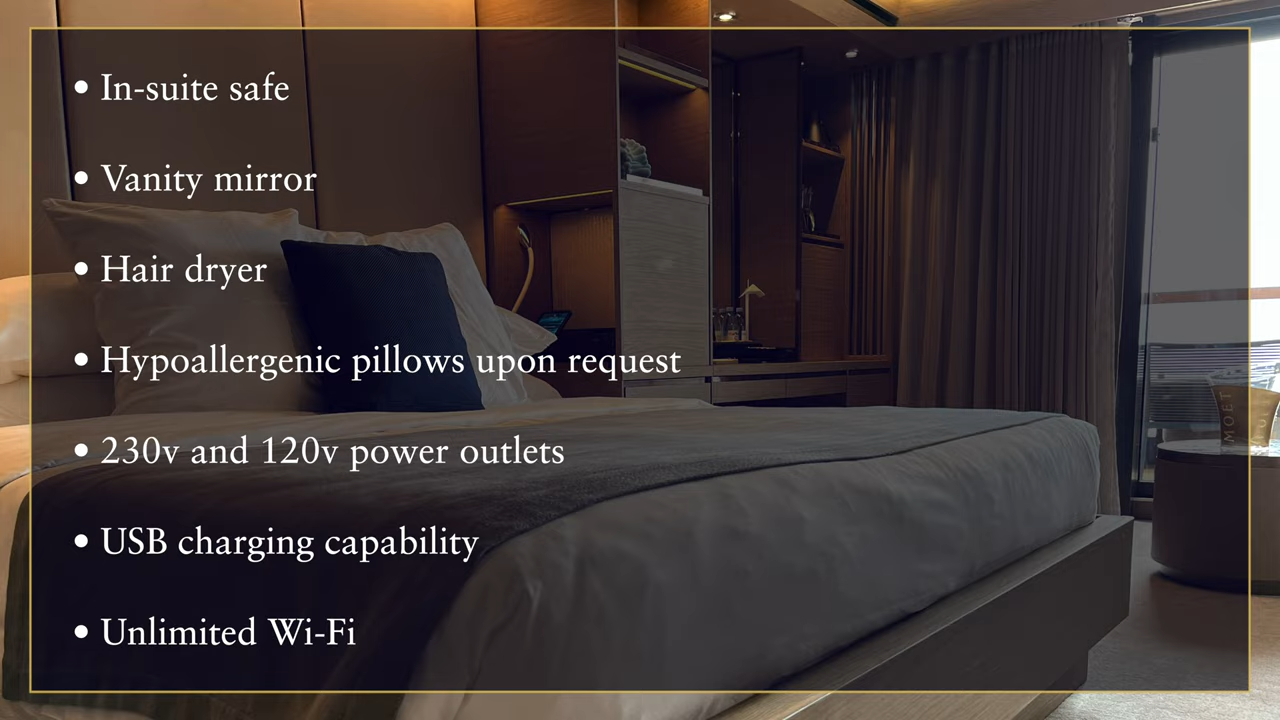 • In-suite safe
• Vanity mirror
• Hair dryer
• Hypoallergenic pillows upon request
• 230v and 120v power outlets
• USB charging capability
• Unlimited Wi-Fi
MOET